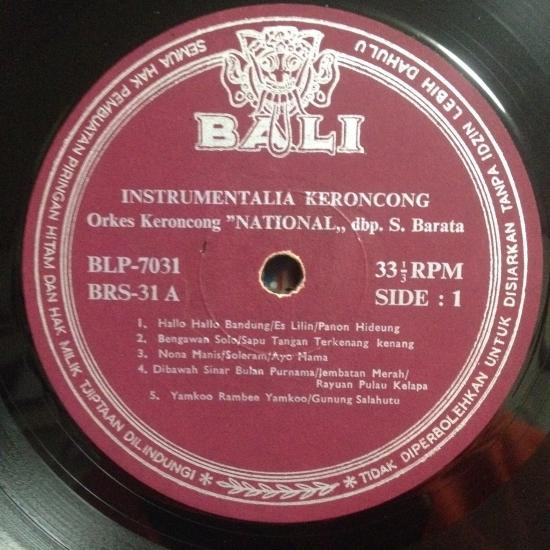 SEMUA HAK PEMBUATAN PIRINGAN HITAM DAN HAK MILIK TJIPTAAN DILINDUNGI
TIDAK DIPERBOLEHKAN UNTUK DISIARKAN TANPA IDZIN LEBIH DAHULU
BALI
INSTRUMENTALIA KERONCONG
Orkes Keroncong "NATIONAL,, dbp. S. Barata
BLP-7031 33⅓ RPM
BRS-31 A SIDE : 1
1. Hallo Hallo Bandung/Es Lilin/Panon Hideung
2. Bengawan Solo/Sapu Tangan Terkenang kenang
3. Nona Manis/Soleram/Ayo Mama
4. Dibawah Sinar Bulan Purnama/Jembatan Merah/
Rayuan Pulau Kelapa
5. Yamkoo Rambee Yamkoo/Gunung Salahutu